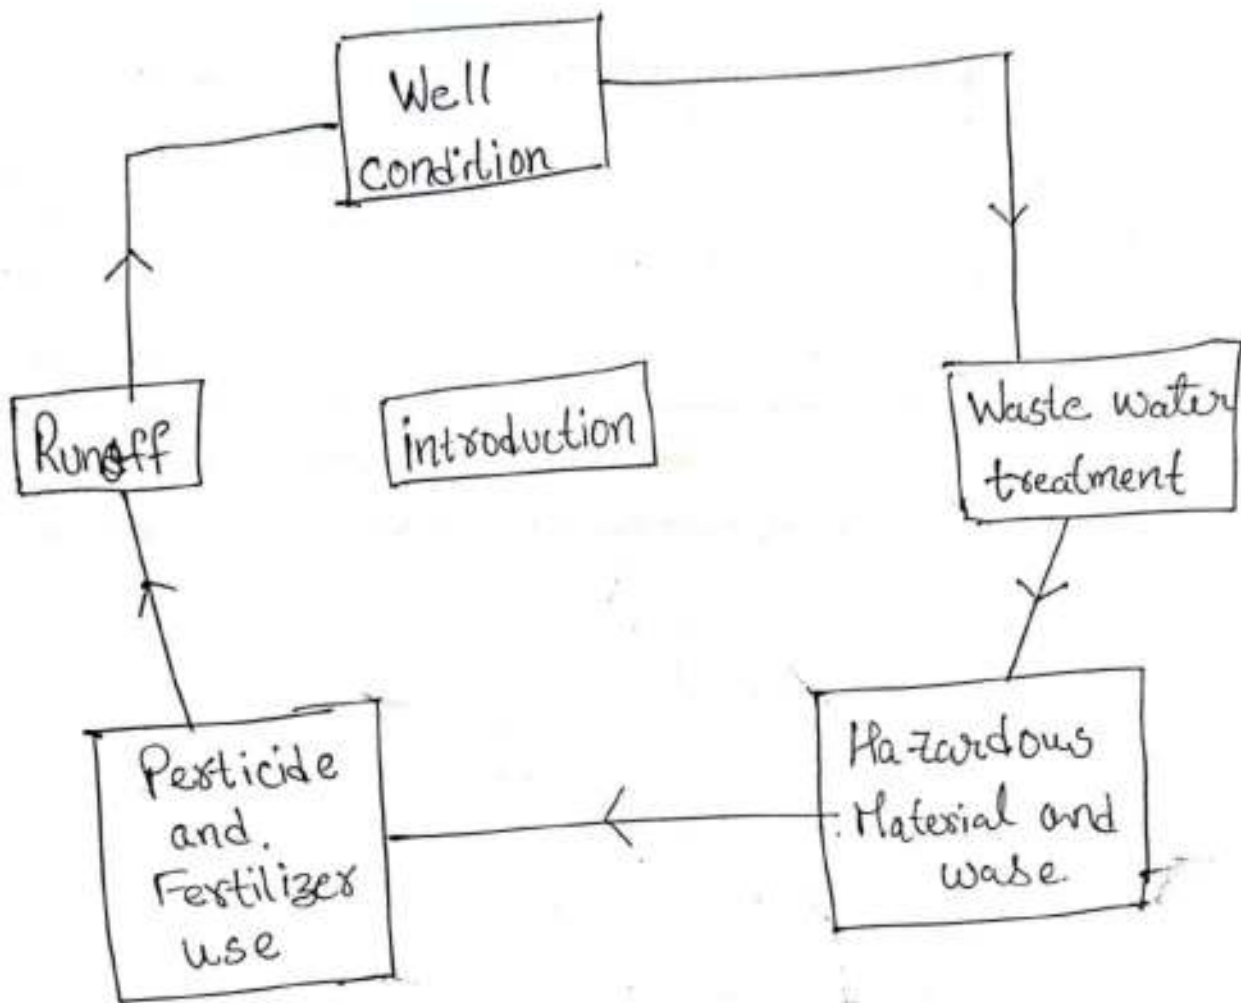 Well
condition
Runoff
introduction
Waste water
treatment
Hazardous
Material and
wase.
Pesticide
and.
Fertilizer
use